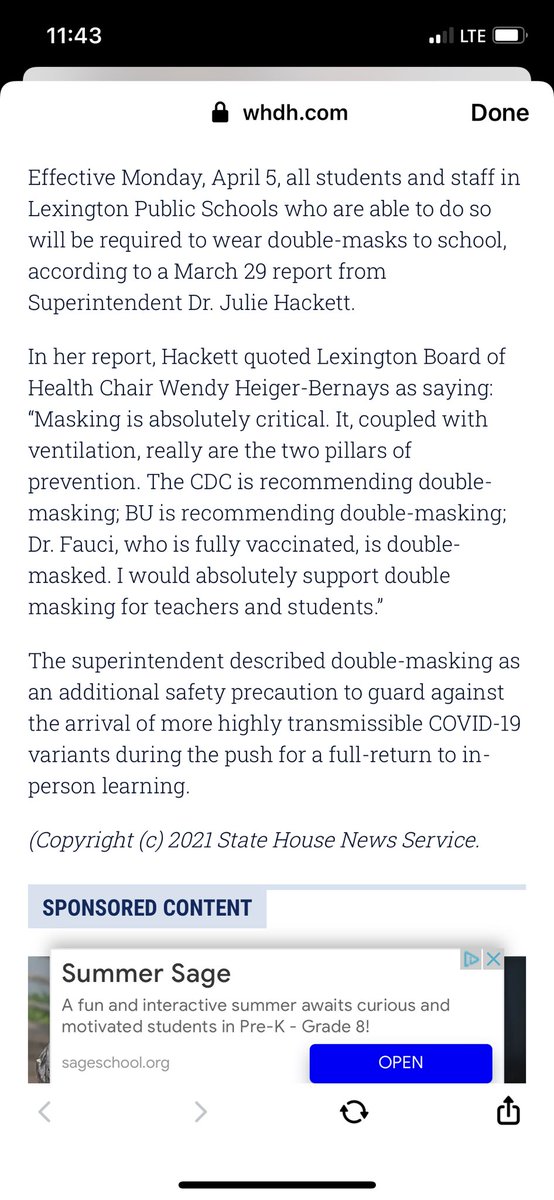 11:43
LTE
whdh.com
Done
Effective Monday, April 5, all students and staff in
Lexington Public Schools who are able to do so
will be required to wear double-masks to school,
according to a March 29 report from
Superintendent Dr. Julie Hackett.
In her report, Hackett quoted Lexington Board of
Health Chair Wendy Heiger-Bernays as saying:
“Masking is absolutely critical. It, coupled with
ventilation, really are the two pillars of
prevention. The CDC is recommending double-
masking; BU is recommending double-masking;
Dr. Fauci, who is fully vaccinated, is double-
masked. I would absolutely support double
masking for teachers and students.”
The superintendent described double-masking as
an additional safety precaution to guard against
the arrival of more highly transmissible COVID-19
variants during the push for a full-return to in-
person learning.
(Copyright (c) 2021 State House News Service.
SPONSORED CONTENT
Summer Sage
A fun and interactive summer awaits curious and
motivated students in Pre-K - Grade 8!
sageschool.org
OPEN